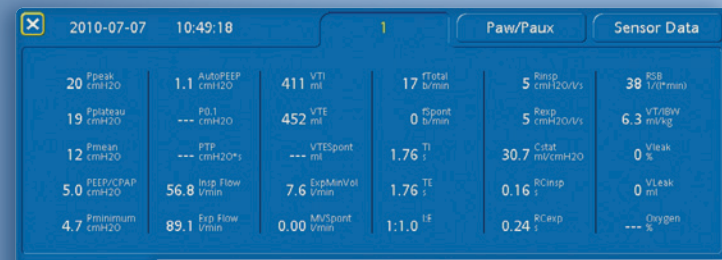 2010-07-07 10:49:18 1 Paw/Paux Sensor Data
20 Ppeak cmH2O 1.1 AutoPEEP cmH2O 411 VTI ml 17 fTotal b/min 5 Rinsp cmH2O/l/s 38 RSB 1/(l*min)
19 Pplateau cmH2O --- P0.1 cmH2O 452 VTE ml 0 fSpont b/min 5 Rexp cmH2O/l/s 6.3 VT/IBW ml/kg
12 Pmean cmH2O --- PTP cmH2O*s --- VTESpont ml 1.76 TI s 30.7 Cstat ml/cmH2O 0 Vleak %
5.0 PEEP/CPAP cmH2O 56.8 Insp Flow l/min 7.6 ExpMinVol l/min 1.76 TE s 0.16 RCinsp s 0 VLeak ml
4.7 Pminimum cmH2O 89.1 Exp Flow l/min 0.00 MVSpont l/min 1:1.0 I:E 0.24 RCexp s --- Oxygen %